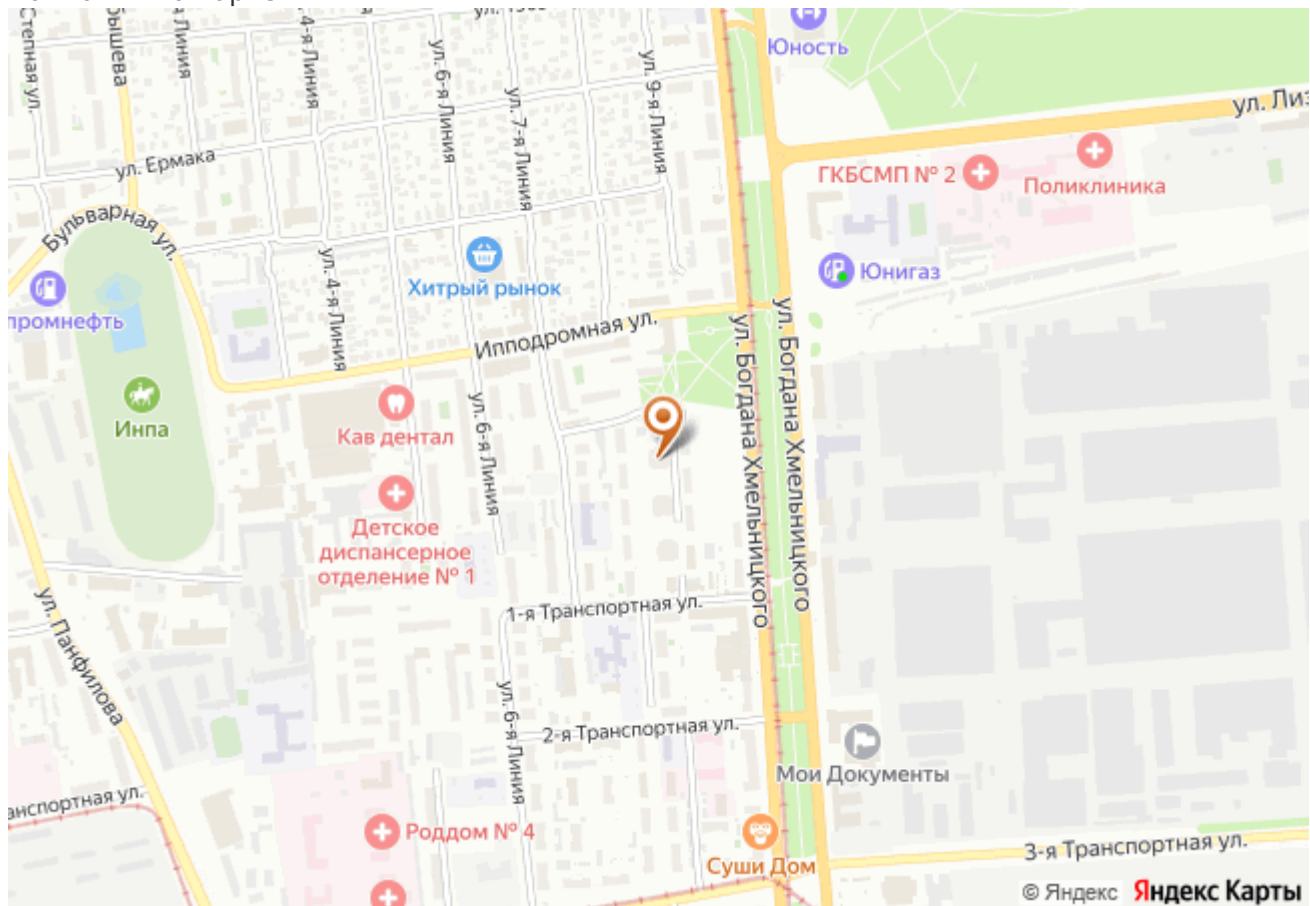 Степная ул.
Линия
ул. 4-я Линия
ул. 6-я Линия
ул. 7-я Линия
ул. 9-я Линия
Юность
ул. Ермака
ГКБСМП № 2
Поликлиника
Бульварная ул.
Хитрый рынок
Юнигаз
промнефть
ул. 4-я Линия
Ипподромная ул.
ул. Богдана Хмельницкого
ул. Богдана Хмельницкого
Инпа
Кав дентал
ул. 6-я Линия
Детское
диспансерное
отделение № 1
1-я Транспортная ул.
ул. Панфилова
ул. 6-я Линия
2-я Транспортная ул.
Мои Документы
анспортная ул.
Роддом № 4
Суши Дом
3-я Транспортная ул.
© Яндекс Яндекс Карты